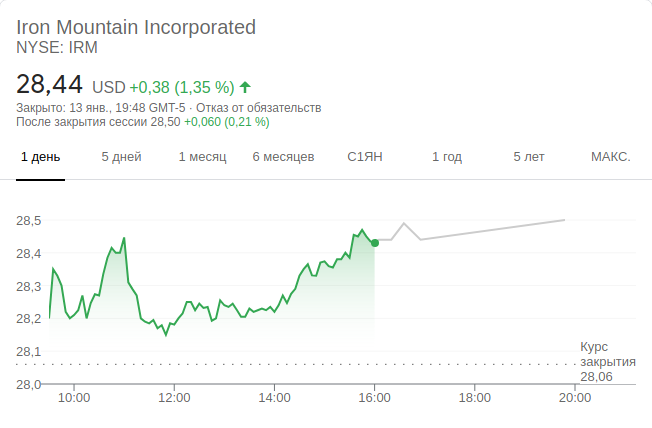 Iron Mountain Incorporated
NYSE: IRM
28,44 USD +0,38 (1,35 %)
Закрыто: 13 янв., 19:48 GMT-5 · Отказ от обязательств
После закрытия сессии 28,50 +0,060 (0,21 %)
1 день 5 дней 1 месяц 6 месяцев С1ЯН 1 год 5 лет МАКС.
28,5
28,4
28,3
28,2
28,1
28,0
Курс
закрытия
28,06
10:00 12:00 14:00 16:00 18:00 20:00